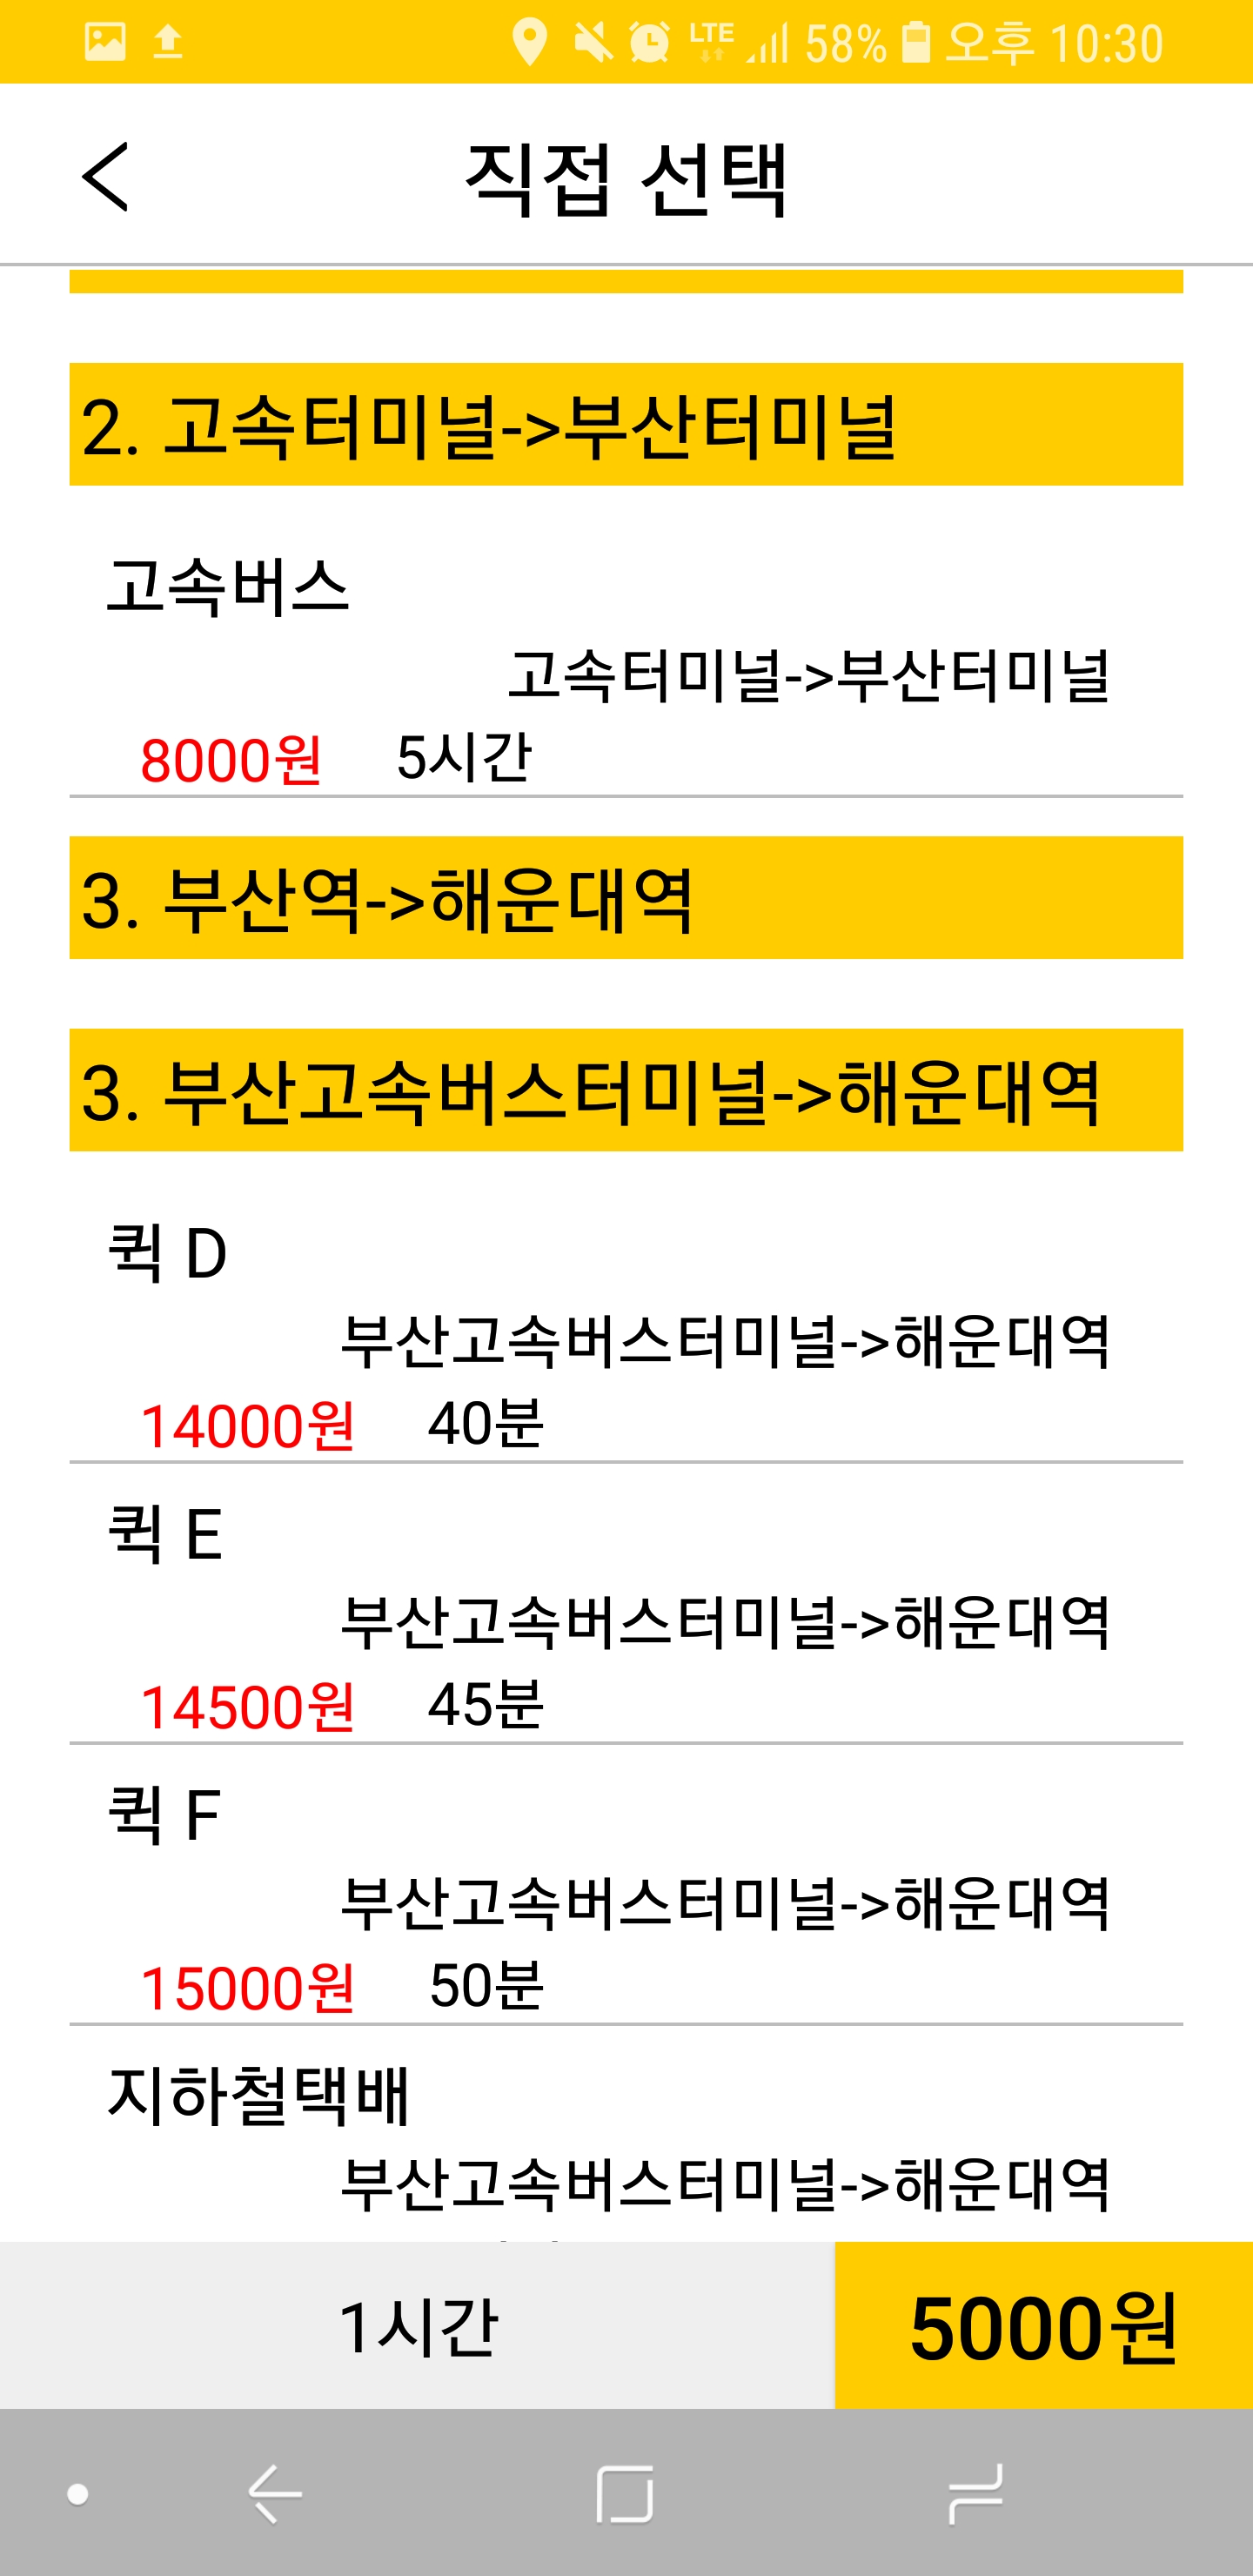 LTE 58% 오후 10:30
직접 선택
2. 고속터미널->부산터미널
고속버스
고속터미널->부산터미널
8000원 5시간
3. 부산역->해운대역
3. 부산고속버스터미널->해운대역
퀵 D
부산고속버스터미널->해운대역
14000원 40분
퀵 E
부산고속버스터미널->해운대역
14500원 45분
퀵 F
부산고속버스터미널->해운대역
15000원 50분
지하철택배
부산고속버스터미널->해운대역
1시간 5000원